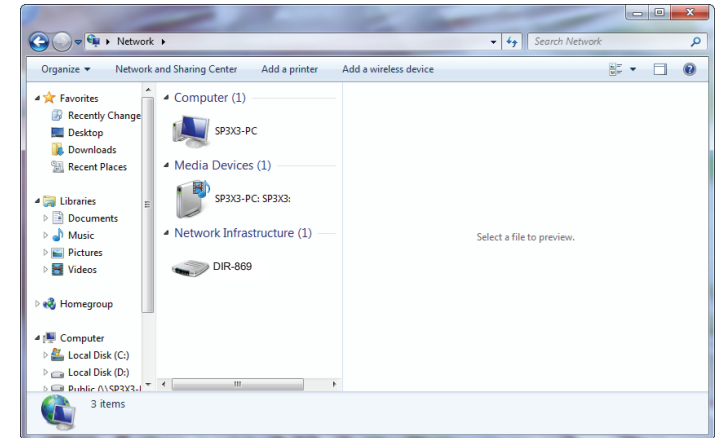 Network
Search Network
Organize Network and Sharing Center Add a printer Add a wireless device
Favorites
Recently Change
Desktop
Downloads
Recent Places
Libraries
Documents
Music
Pictures
Videos
Homegroup
Computer
Local Disk (C:)
Local Disk (D:)
Computer (1)
SP3X3-PC
Media Devices (1)
SP3X3-PC: SP3X3:
Network Infrastructure (1)
DIR-869
Select a file to preview.
3 items